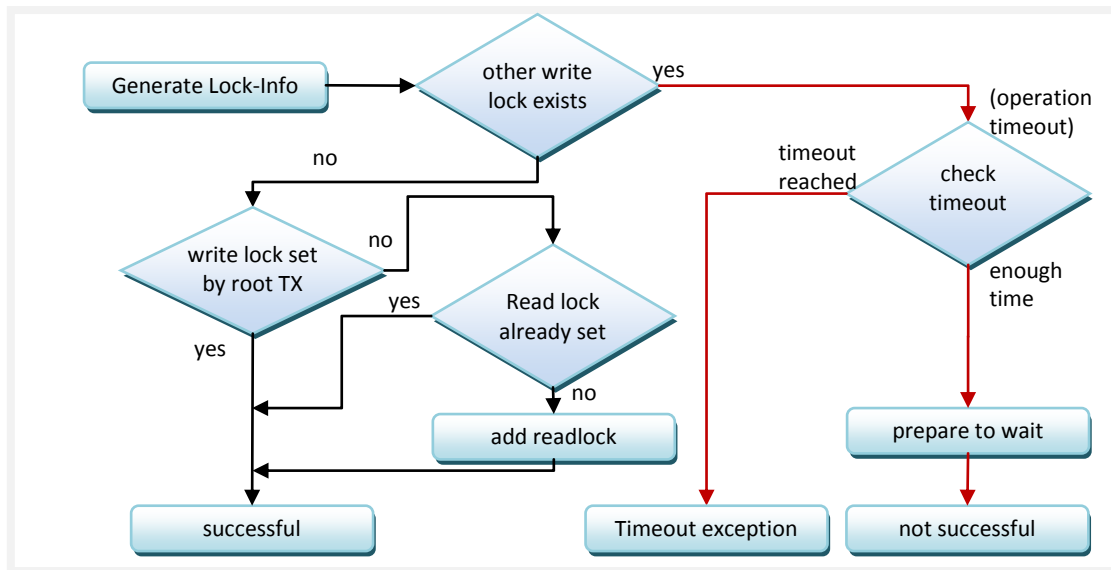 Generate Lock-Info
other write
lock exists
yes
(operation
timeout)
no
timeout
reached
check
timeout
write lock set
by root TX
no
enough
time
yes
Read lock
already set
yes
no
add readlock
prepare to wait
successful
Timeout exception
not successful